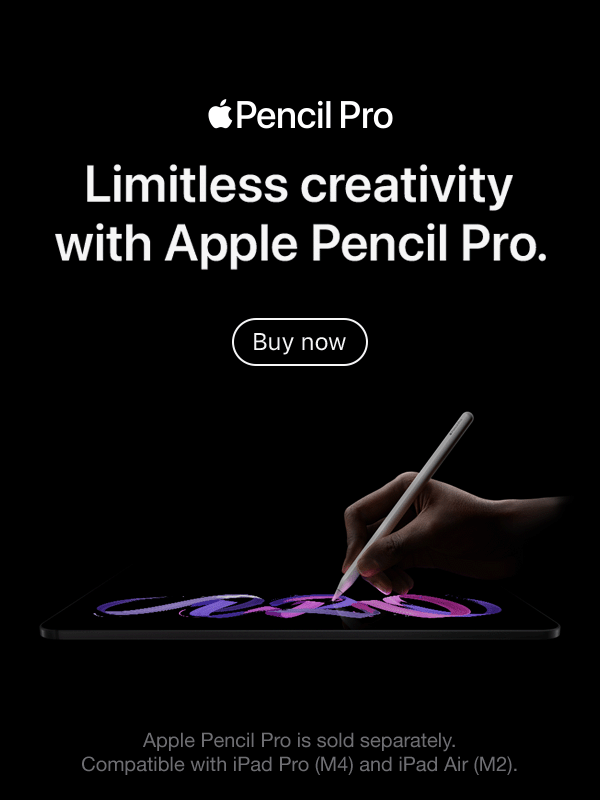 Pencil Pro
Limitless creativity
with Apple Pencil Pro.
Buy now
Apple Pencil Pro is sold separately.
Compatible with iPad Pro (M4) and iPad Air (M2).